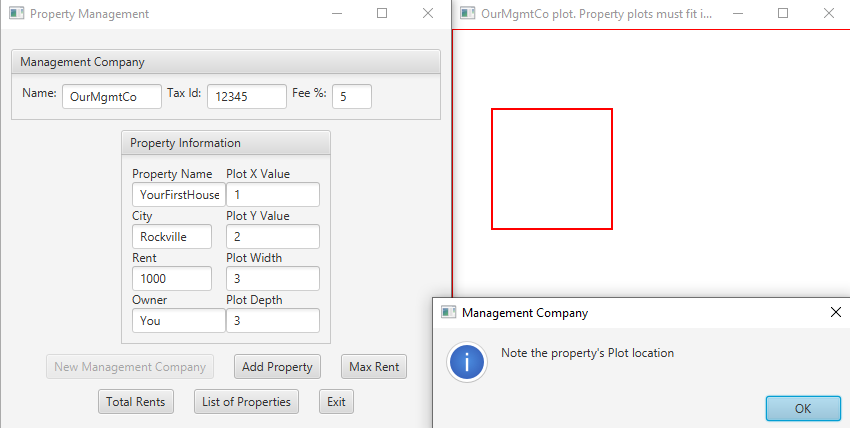 Property Management
OurMgmtCo plot. Property plots must fit i...
Management Company
Name: OurMgmtCo Tax Id: 12345 Fee %: 5
Property Information
Property Name Plot X Value
YourFirstHouse 1
City Plot Y Value
Rockville 2
Rent Plot Width
1000 3
Owner Plot Depth
You 3
New Management Company Add Property Max Rent
Total Rents List of Properties Exit
Management Company
Note the property's Plot location
OK